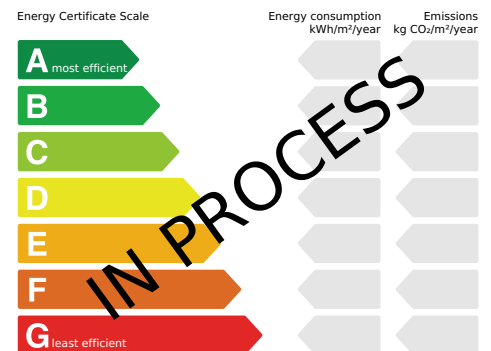 Energy Certificate Scale
Energy consumption
kWh/m²/year
Emissions
kg CO₂/m²/year
A most efficient
B
C
D
E
F
G least efficient
IN PROCESS